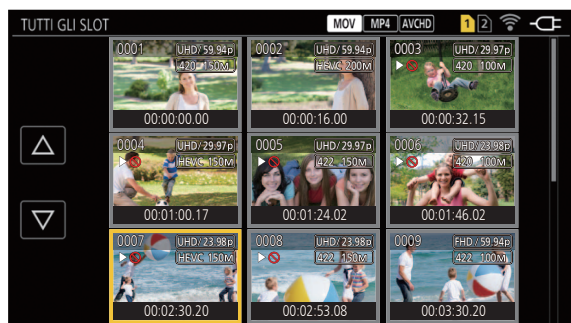 TUTTI GLI SLOT MOV MP4 AVCHD 1 2
0001 UHD/59.94p 0002 UHD/59.94p 0003 UHD/29.97p
420 150M HEVC 200M 420 100M
00:00:00.00 00:00:16.00 00:00:32.15
0004 UHD/29.97p 0005 UHD/29.97p 0006 UHD/23.98p
HEVC 150M 422 150M 420 100M
00:01:00.17 00:01:24.02 00:01:46.02
0007 UHD/23.98p 0008 UHD/23.98p 0009 FHD/59.94p
HEVC 150M 422 150M 422 100M
00:02:30.20 00:02:53.08 00:03:30.20